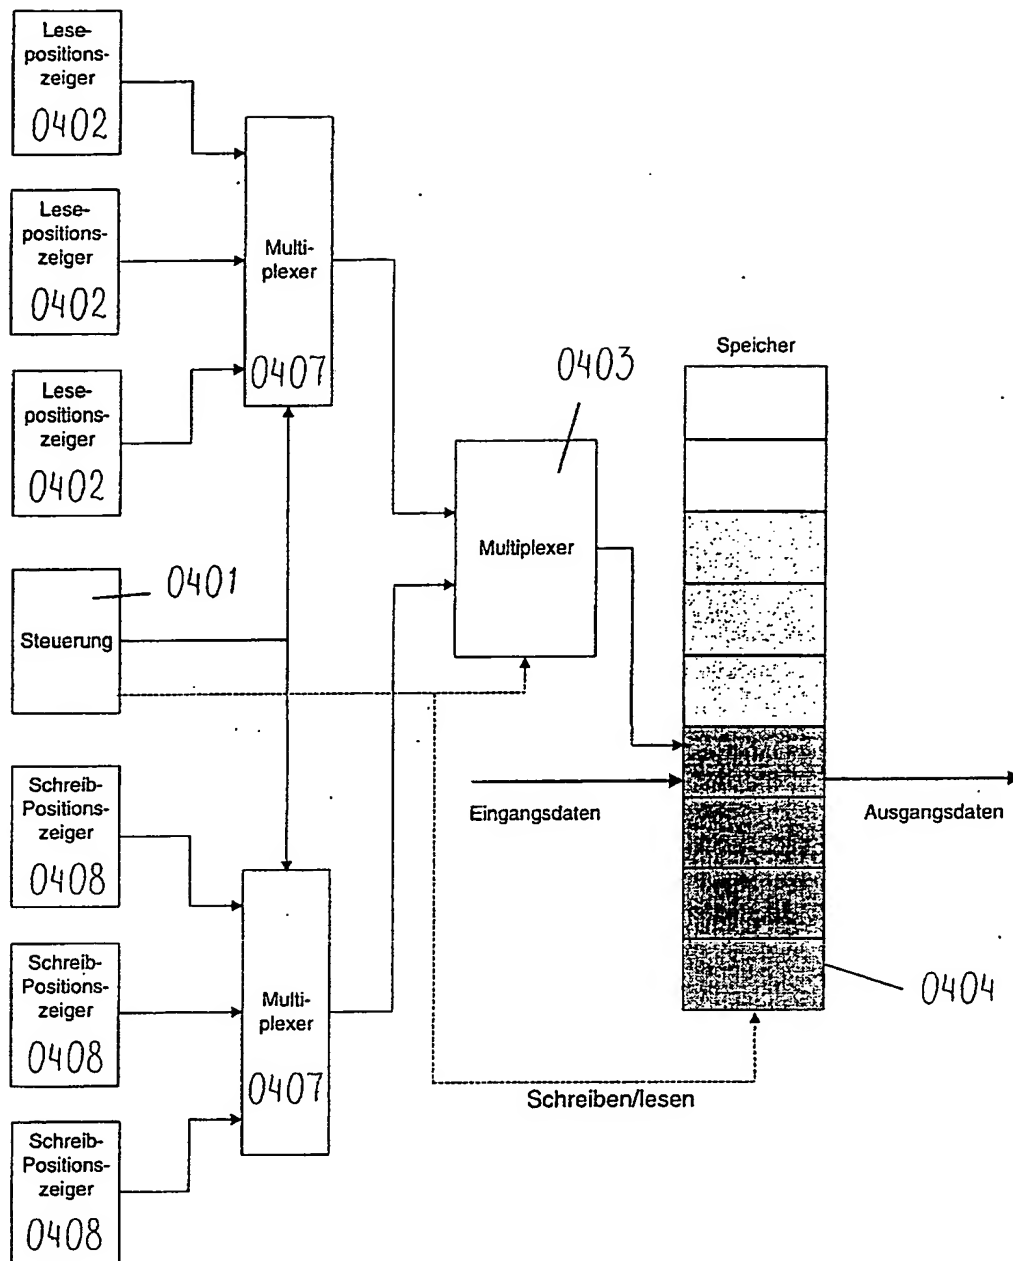 Lese-
positions-
zeiger
0402
Lese-
positions-
zeiger
0402
Lese-
positions-
zeiger
0402
Multi-
plexer
0407
0401
Steuerung
Schreib-
Positions-
zeiger
0408
Schreib-
Positions-
zeiger
0408
Schreib-
Positions-
zeiger
0408
Multi-
plexer
0407
0403
Multiplexer
Speicher
Eingangsdaten
Ausgangsdaten
0404
Schreiben/lesen